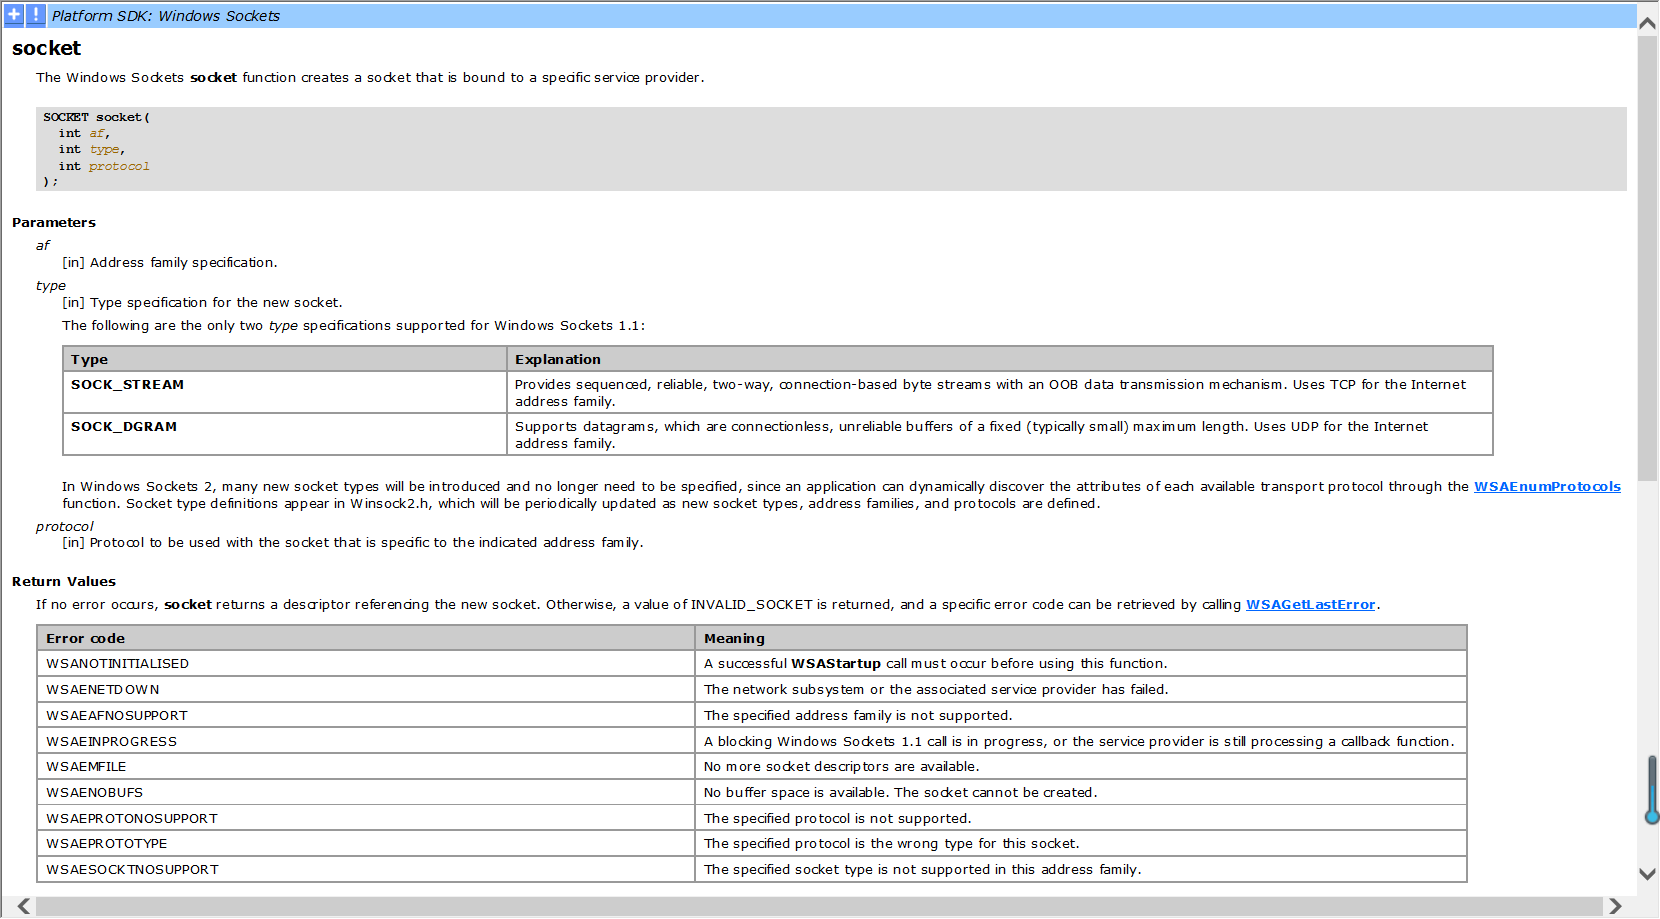 Platform SDK: Windows Sockets
socket
The Windows Sockets socket function creates a socket that is bound to a specific service provider.
SOCKET socket(
int af,
int type,
int protocol
);
Parameters
af
[in] Address family specification.
type
[in] Type specification for the new socket.
The following are the only two type specifications supported for Windows Sockets 1.1:
Type Explanation
SOCK_STREAM Provides sequenced, reliable, two-way, connection-based byte streams with an OOB data transmission mechanism. Uses TCP for the Internet
address family.
SOCK_DGRAM Supports datagrams, which are connectionless, unreliable buffers of a fixed (typically small) maximum length. Uses UDP for the Internet
address family.
In Windows Sockets 2, many new socket types will be introduced and no longer need to be specified, since an application can dynamically discover the attributes of each available transport protocol through the WSAEnumProtocols
function. Socket type definitions appear in Winsock2.h, which will be periodically updated as new socket types, address families, and protocols are defined.
protocol
[in] Protocol to be used with the socket that is specific to the indicated address family.
Return Values
If no error occurs, socket returns a descriptor referencing the new socket. Otherwise, a value of INVALID_SOCKET is returned, and a specific error code can be retrieved by calling WSAGetLastError.
Error code Meaning
WSANOTINITIALISED A successful WSAStartup call must occur before using this function.
WSAENETDOWN The network subsystem or the associated service provider has failed.
WSAEAFNOSUPPORT The specified address family is not supported.
WSAEINPROGRESS A blocking Windows Sockets 1.1 call is in progress, or the service provider is still processing a callback function.
WSAEMFILE No more socket descriptors are available.
WSAENOBUFS No buffer space is available. The socket cannot be created.
WSAEPROTONOSUPPORT The specified protocol is not supported.
WSAEPROTOTYPE The specified protocol is the wrong type for this socket.
WSAESOCKTNOSUPPORT The specified socket type is not supported in this address family.